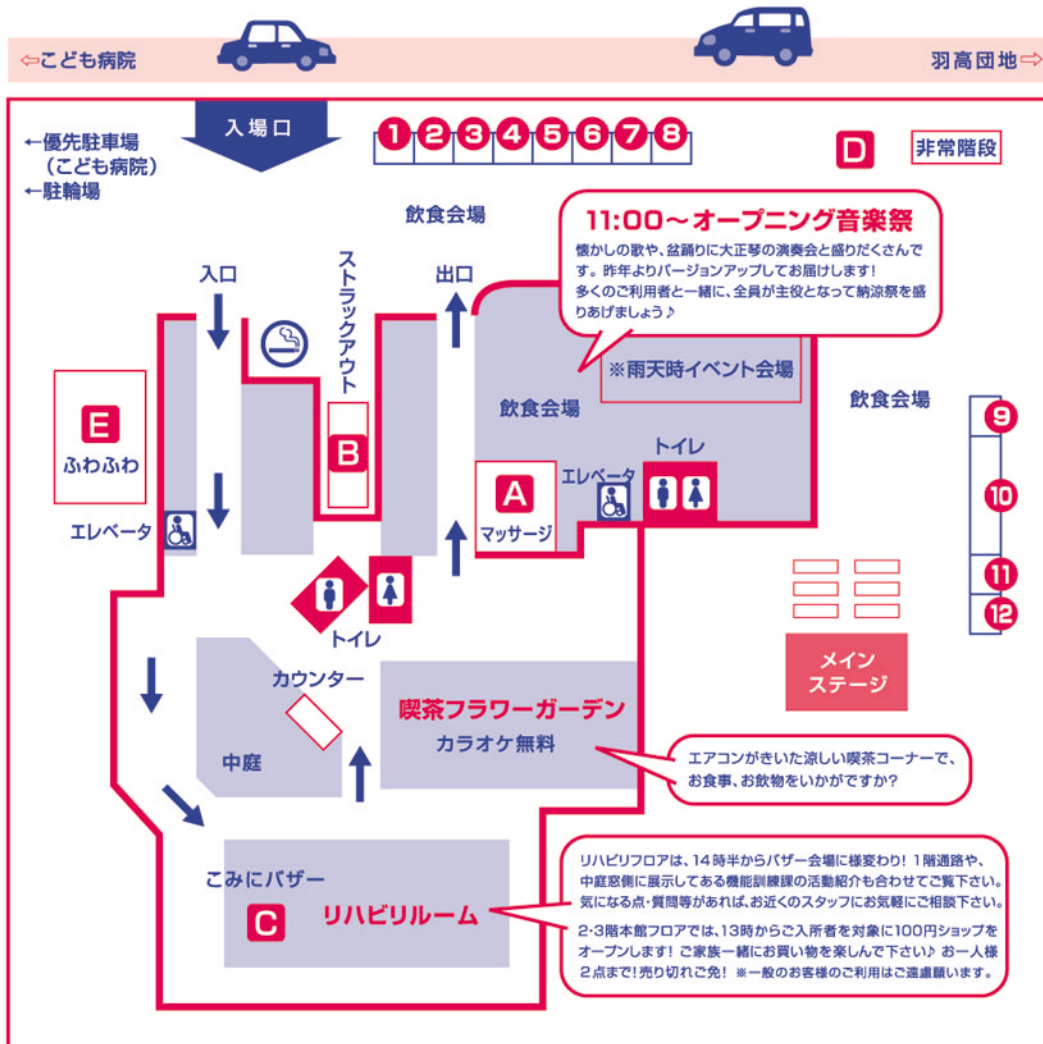 ⇦こども病院
羽高団地⇨
入場口
←優先駐車場
(こども病院)
←駐輪場
1 2 3 4 5 6 7 8
D
非常階段
飲食会場
11:00〜オープニング音楽祭
懐かしの歌や、盆踊りに大正琴の演奏会と盛りだくさんで
す。昨年よりバージョンアップしてお届けします!
多くのご利用者と一緒に、全員が主役となって納涼祭を盛
りあげましょう♪
入口
ストラックアウト
出口
※雨天時イベント会場
飲食会場
飲食会場
E
ふわふわ
B
A
マッサージ
エレベータ
トイレ
エレベータ
9
10
11
12
トイレ
メイン
ステージ
カウンター
中庭
喫茶フラワーガーデン
カラオケ無料
エアコンがきいた涼しい喫茶コーナーで、
お食事、お飲物をいかがですか?
こみにバザー
C
リハビリルーム
リハビリフロアは、14時半からバザー会場に様変わり! 1階通路や、
中庭窓側に展示してある機能訓練課の活動紹介も合わせてご覧下さい。
気になる点・質問等があれば、お近くのスタッフにお気軽にご相談下さい。
2・3階本館フロアでは、13時からご入所者を対象に100円ショップを
オープンします! ご家族一緒にお買い物を楽しんで下さい♪ お一人様
2点まで!売り切れご免! ※一般のお客様のご利用はご遠慮願います。